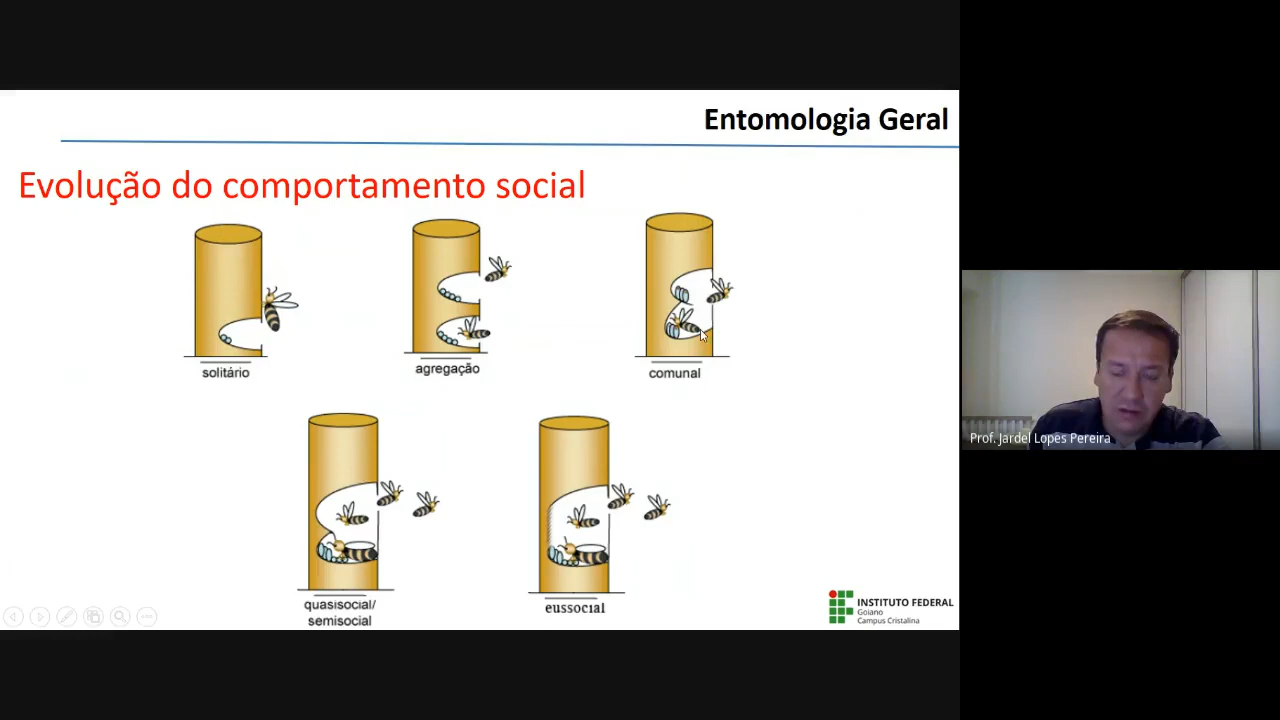 Entomologia Geral
Evolução do comportamento social
solitário
agregação
comunal
quasisocial/
semisocial
eussocial
INSTITUTO FEDERAL
Goiano
Campus Cristalina
Prof. Jardel Lopes Pereira